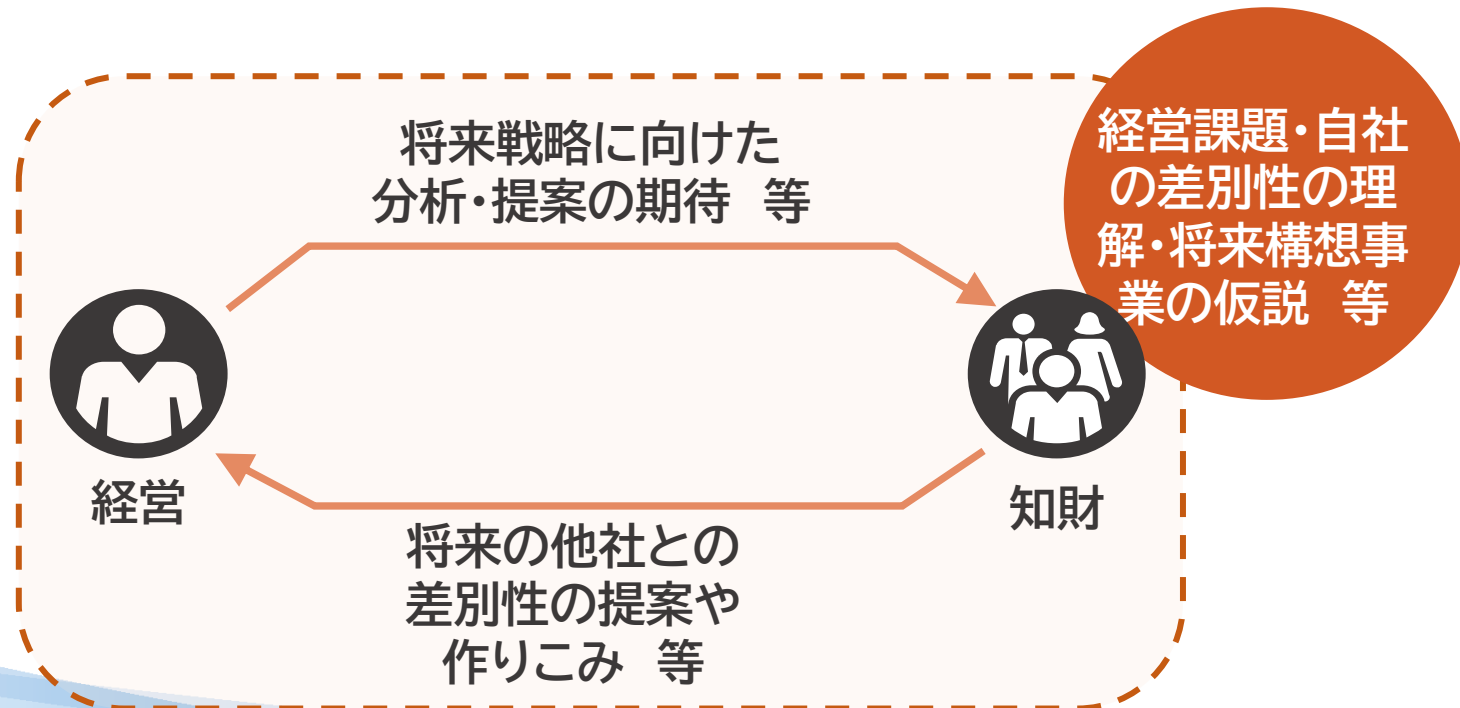 将来戦略に向けた
分析・提案の期待　等
経営課題・自社
の差別性の理
解・将来構想事
業の仮説　等
経営
知財
将来の他社との
差別性の提案や
作りこみ　等